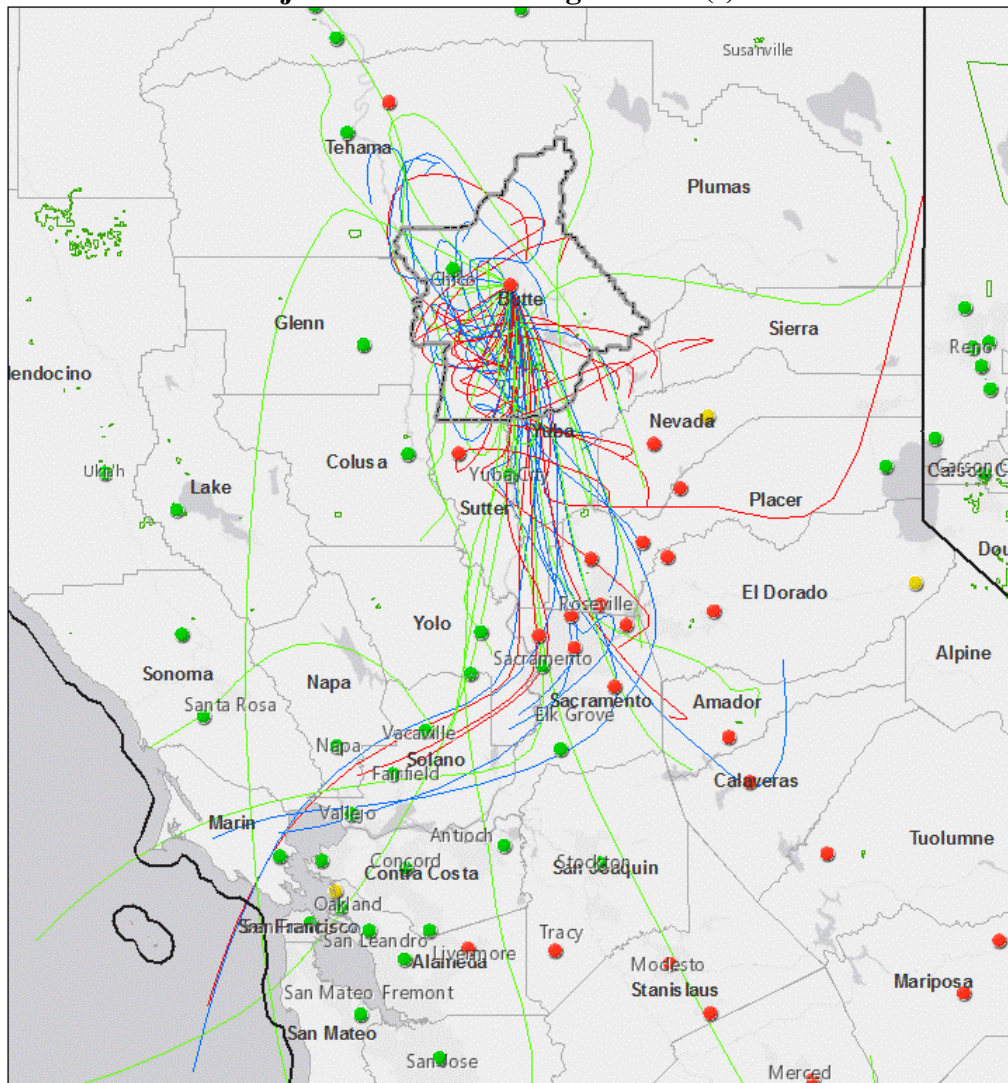 Susanville
Tehama
Plumas
Chico
Butte
Glenn
Sierra
Reno
Nevada
Yuba
Colusa
Yuba City
Ukiah
Lake
Placer
Sutter
El Dorado
Roseville
Yolo
Sacramento
Alpine
Sonoma
Napa
Sacramento
Amador
Santa Rosa
Elk Grove
Vacaville
Napa
Solano
Fairfield
Calaveras
Vallejo
Marin
Antioch
Tuolumne
Concord
Contra Costa
Stockton
San Joaquin
Oakland
San Francisco
San Leandro
Tracy
Livermore
Alameda
Modesto
Stanislaus
Mariposa
San Mateo
Fremont
San Mateo
San Jose
Merced